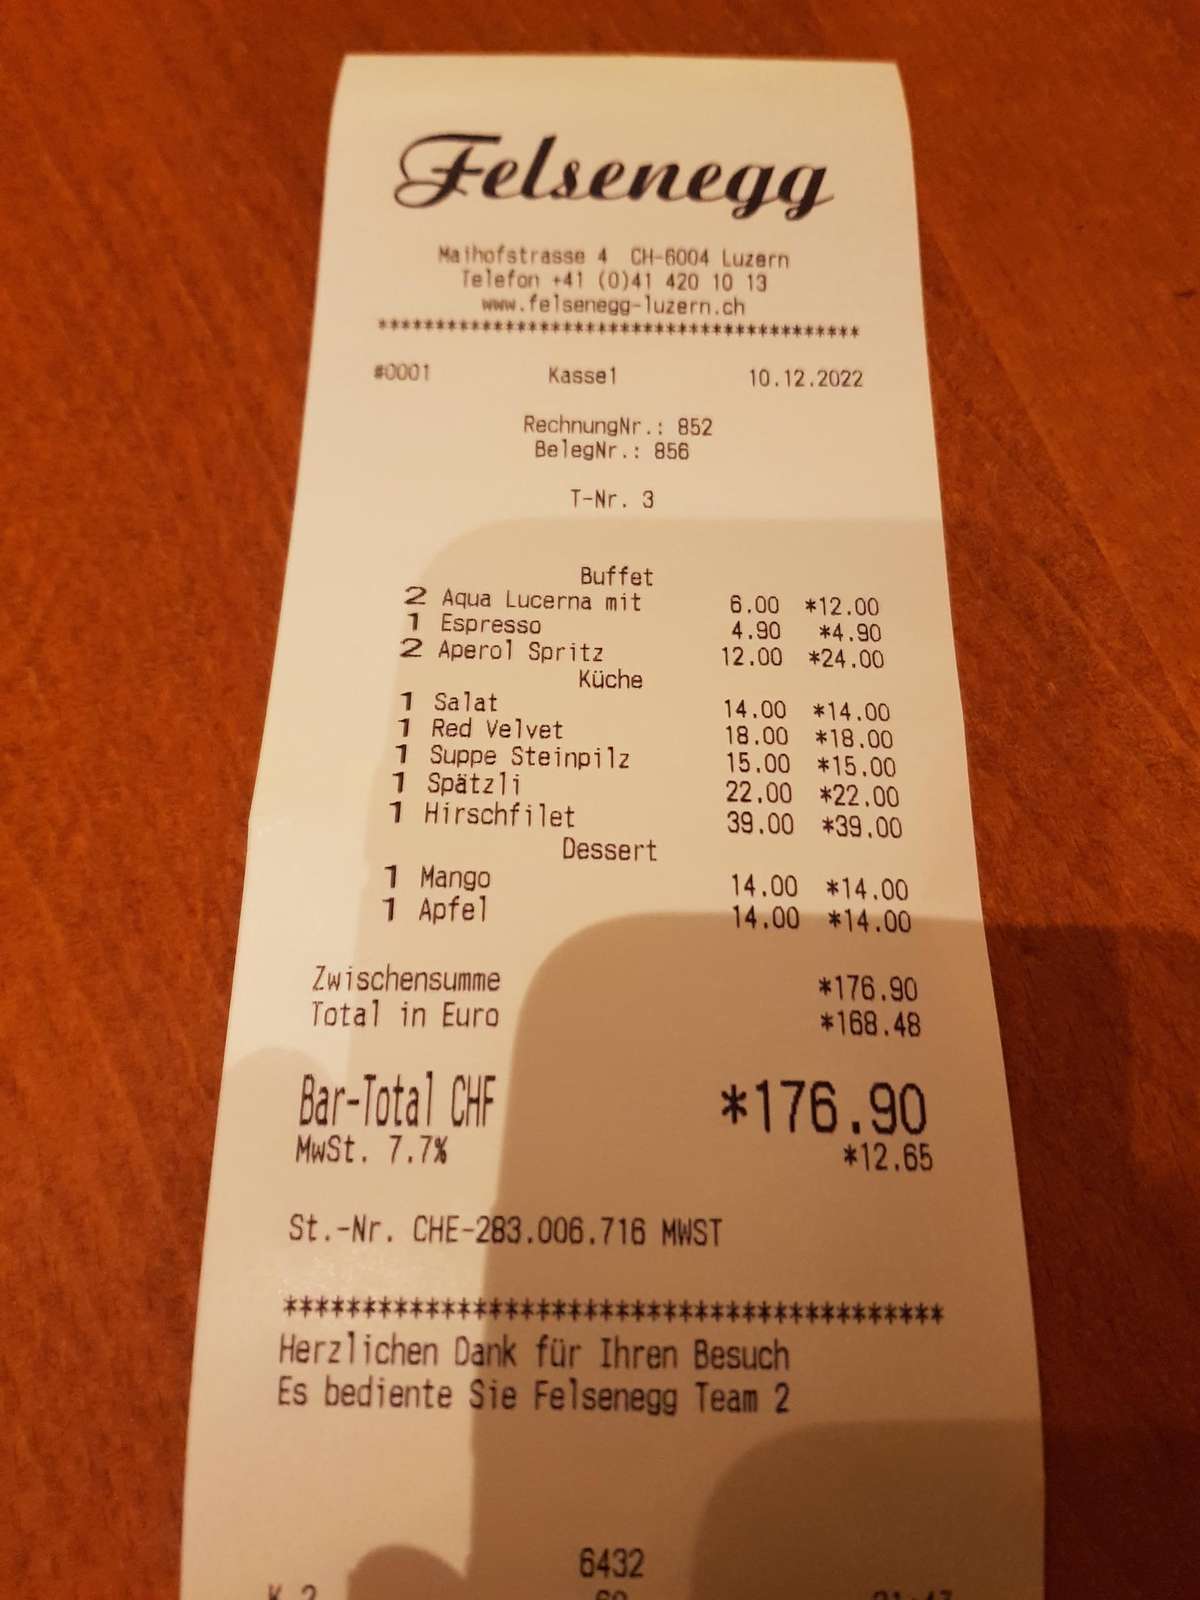 Felsenegg
Maihofstrasse 4 CH-6004 Luzern
Telefon +41 (0)41 420 10 13
www.felsenegg-luzern.ch
******************************************
#0001 Kasse1 10.12.2022
RechnungNr.: 852
BelegNr.: 856
T-Nr. 3
Buffet
2 Aqua Lucerna mit 6.00 *12.00
1 Espresso 4.90 *4.90
2 Aperol Spritz 12.00 *24.00
Küche
1 Salat 14.00 *14.00
1 Red Velvet 18.00 *18.00
1 Suppe Steinpilz 15.00 *15.00
1 Spätzli 22.00 *22.00
1 Hirschfilet 39.00 *39.00
Dessert
1 Mango 14.00 *14.00
1 Apfel 14.00 *14.00
Zwischensumme *176.90
Total in Euro *168.48
Bar-Total CHF *176.90
MwSt. 7.7% *12.65
St.-Nr. CHE-283.006.716 MWST
******************************************
Herzlichen Dank für Ihren Besuch
Es bediente Sie Felsenegg Team 2
6432